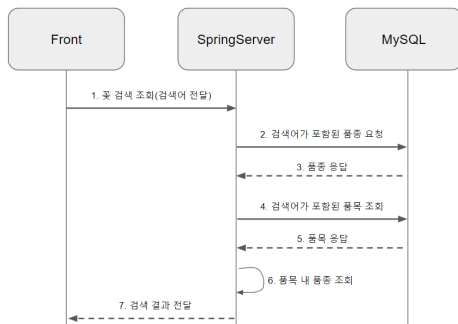 Front
SpringServer
MySQL
1. 꽃 검색 조회(검색어 전달)
2. 검색어가 포함된 품종 요청
3. 품종 응답
4. 검색어가 포함된 품목 조회
5. 품목 응답
6. 품목 내 품종 조회
7. 검색 결과 전달